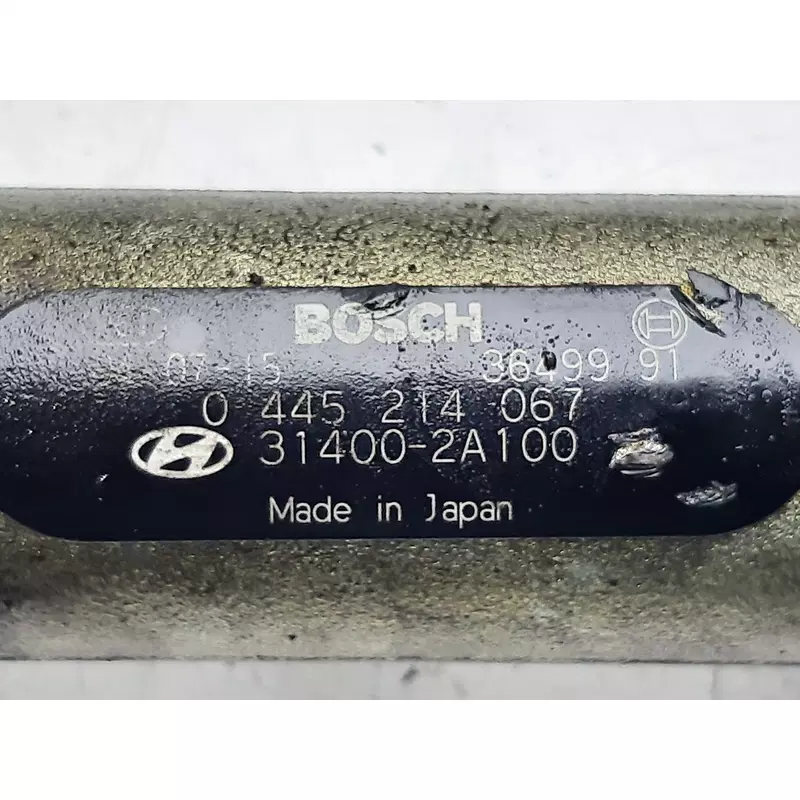 BOSCH
07-15 36499 91
0 445 214 067
31400-2A100
Made in Japan